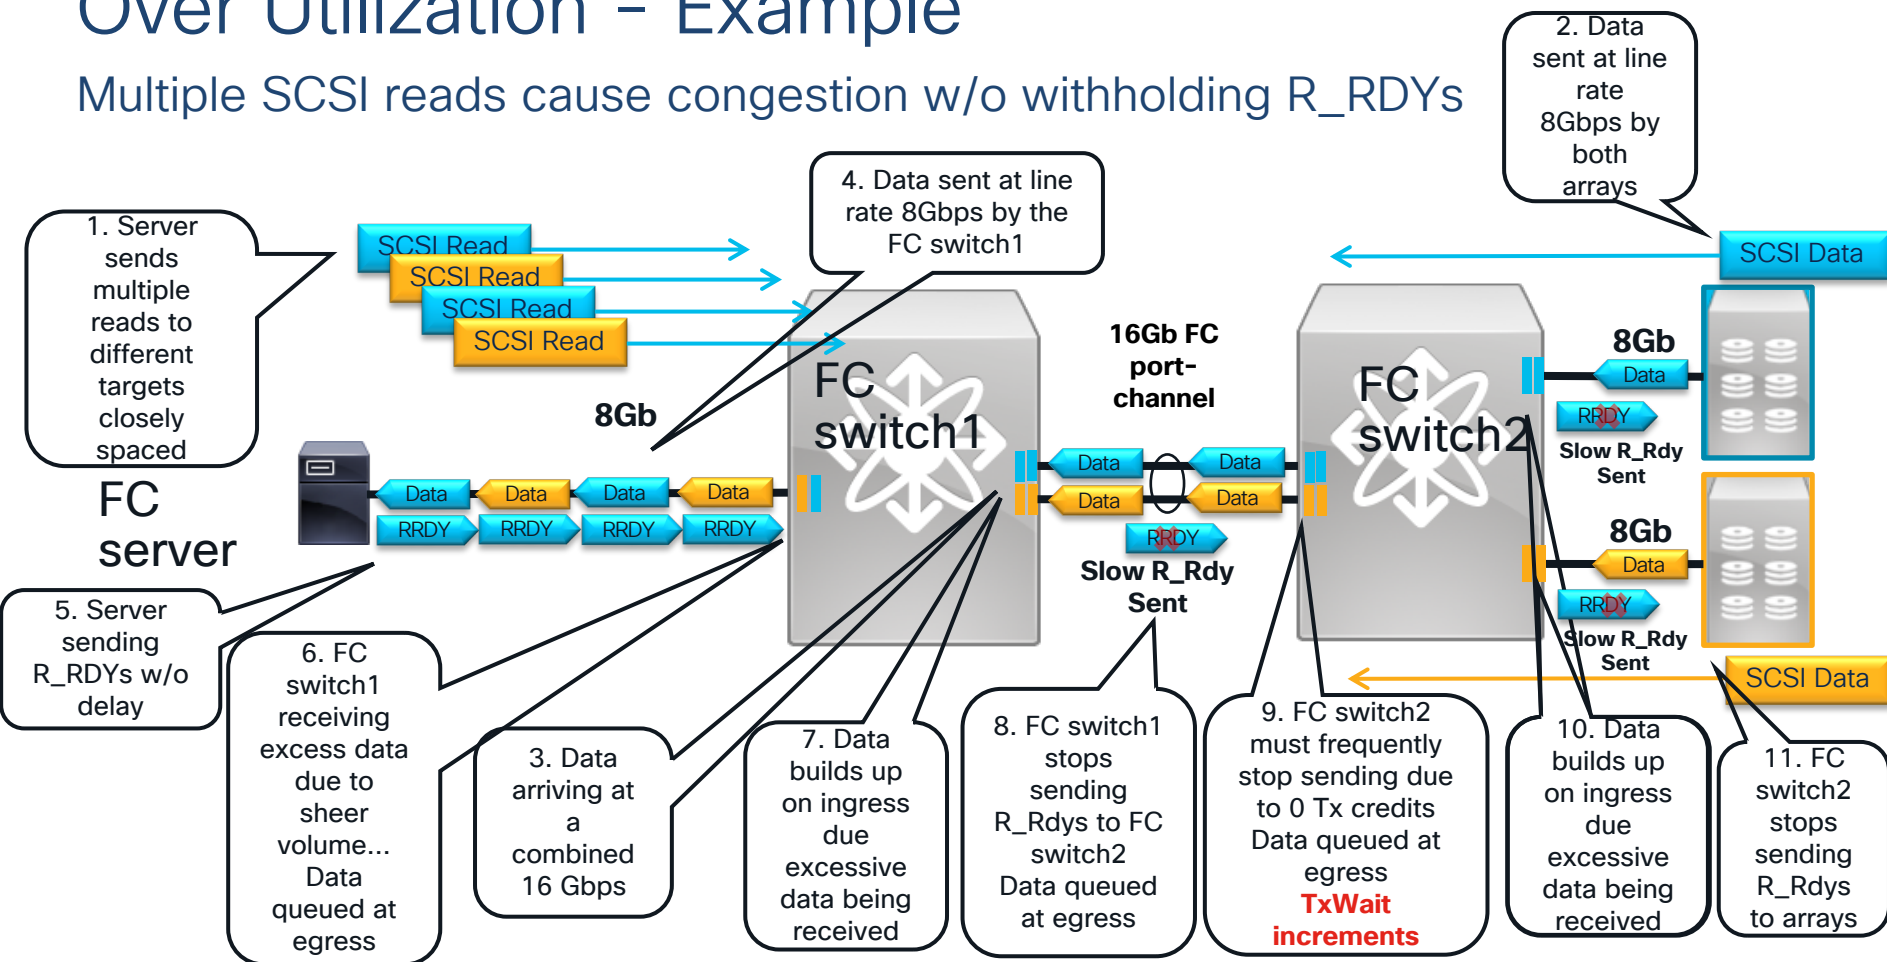 Over Utilization - Example
Multiple SCSI reads cause congestion w/o withholding R_RDYs
2. Data
sent at line
rate
8Gbps by
both
arrays
4. Data sent at line
rate 8Gbps by the
FC switch1
1. Server
sends
multiple
reads to
different
targets
closely
spaced
SCSI Read
SCSI Read
SCSI Read
SCSI Read
SCSI Data
8Gb
FC
switch1
16Gb FC
port-
channel
FC
switch2
8Gb
Data
RRDY
Slow R_Rdy
Sent
8Gb
Data
RRDY
Slow R_Rdy
Sent
SCSI Data
FC
server
Data
Data
Data
Data
RRDY
RRDY
RRDY
RRDY
Data
Data
Data
Data
RRDY
Slow R_Rdy
Sent
5. Server
sending
R_RDYs w/o
delay
6. FC
switch1
receiving
excess data
due to
sheer
volume...
Data
queued at
egress
3. Data
arriving at
a
combined
16 Gbps
7. Data
builds up
on ingress
due
excessive
data being
received
8. FC switch1
stops
sending
R_Rdys to FC
switch2
Data queued
at egress
9. FC switch2
must frequently
stop sending due
to 0 Tx credits
Data queued at
egress
TxWait
increments
10. Data
builds up
on ingress
due
excessive
data being
received
11. FC
switch2
stops
sending
R_Rdys
to arrays